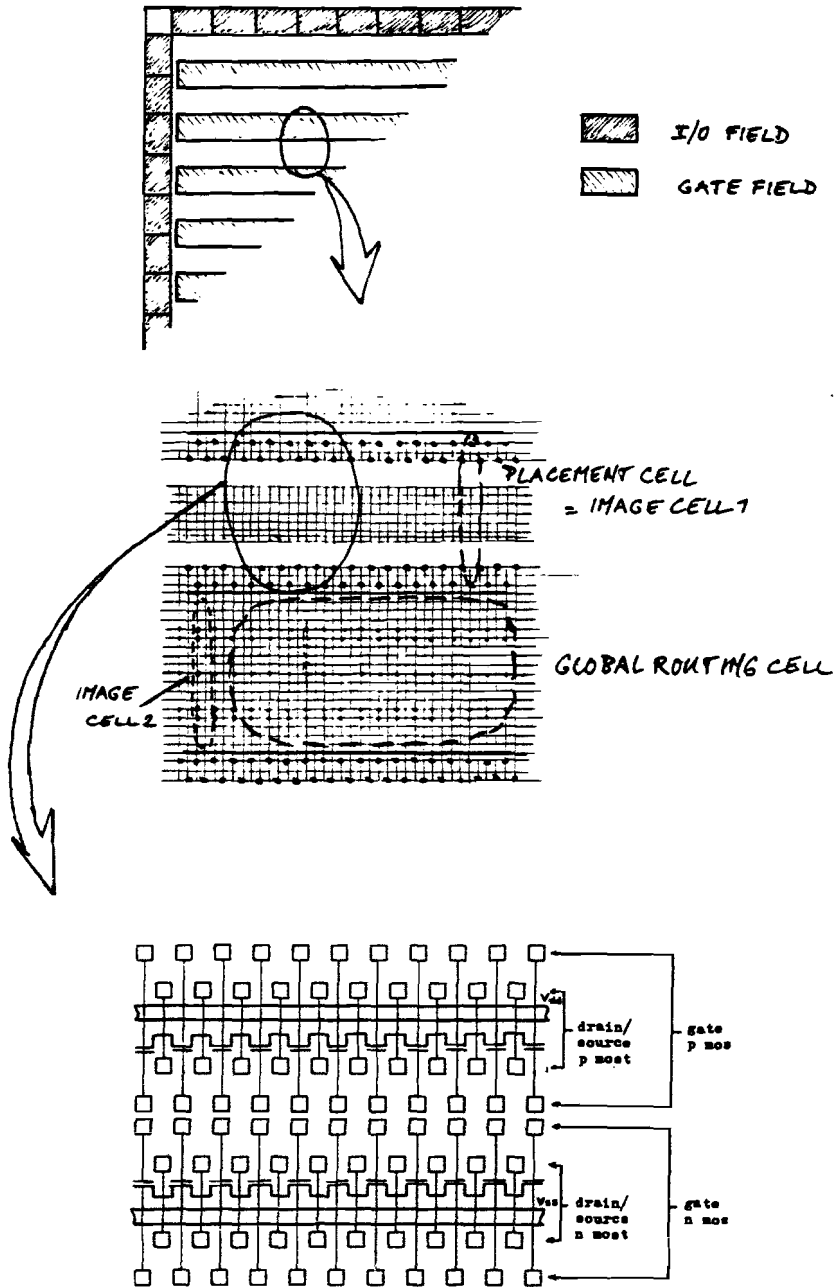 I/O FIELD
GATE FIELD
PLACEMENT CELL
= IMAGE CELL 1
GLOBAL ROUTING CELL
IMAGE
CELL 2
Vdd
drain/
source
p most
gate
p mos
Vss
drain/
source
n most
gate
n mos